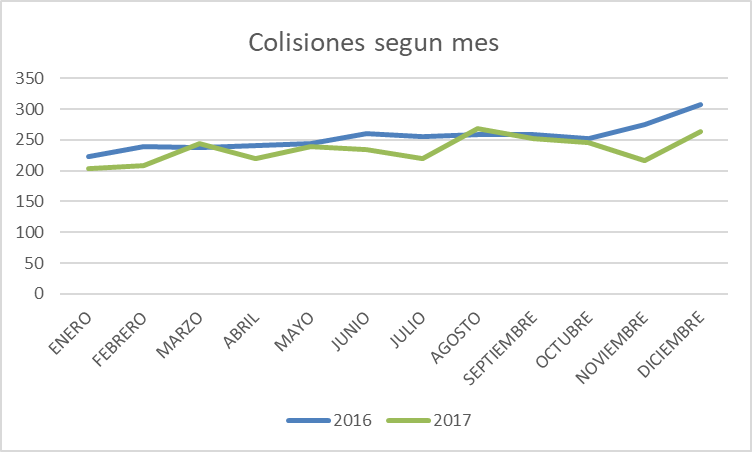 Colisiones segun mes
350
300
250
200
150
100
50
0
ENERO
FEBRERO
MARZO
ABRIL
MAYO
JUNIO
JULIO
AGOSTO
SEPTIEMBRE
OCTUBRE
NOVIEMBRE
DICIEMBRE
2016 2017